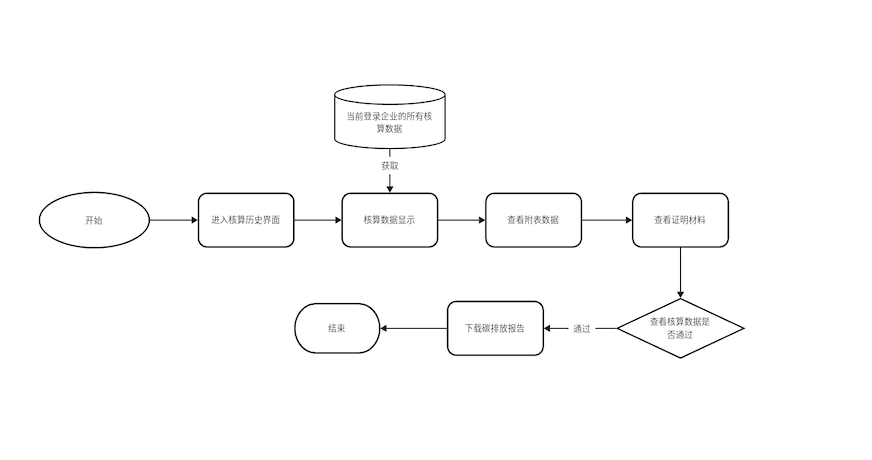 当前登录企业的所有核
算数据
获取
开始
进入核算历史界面
核算数据显示
查看附表数据
查看证明材料
查看核算数据是
否通过
通过
下载碳排放报告
结束